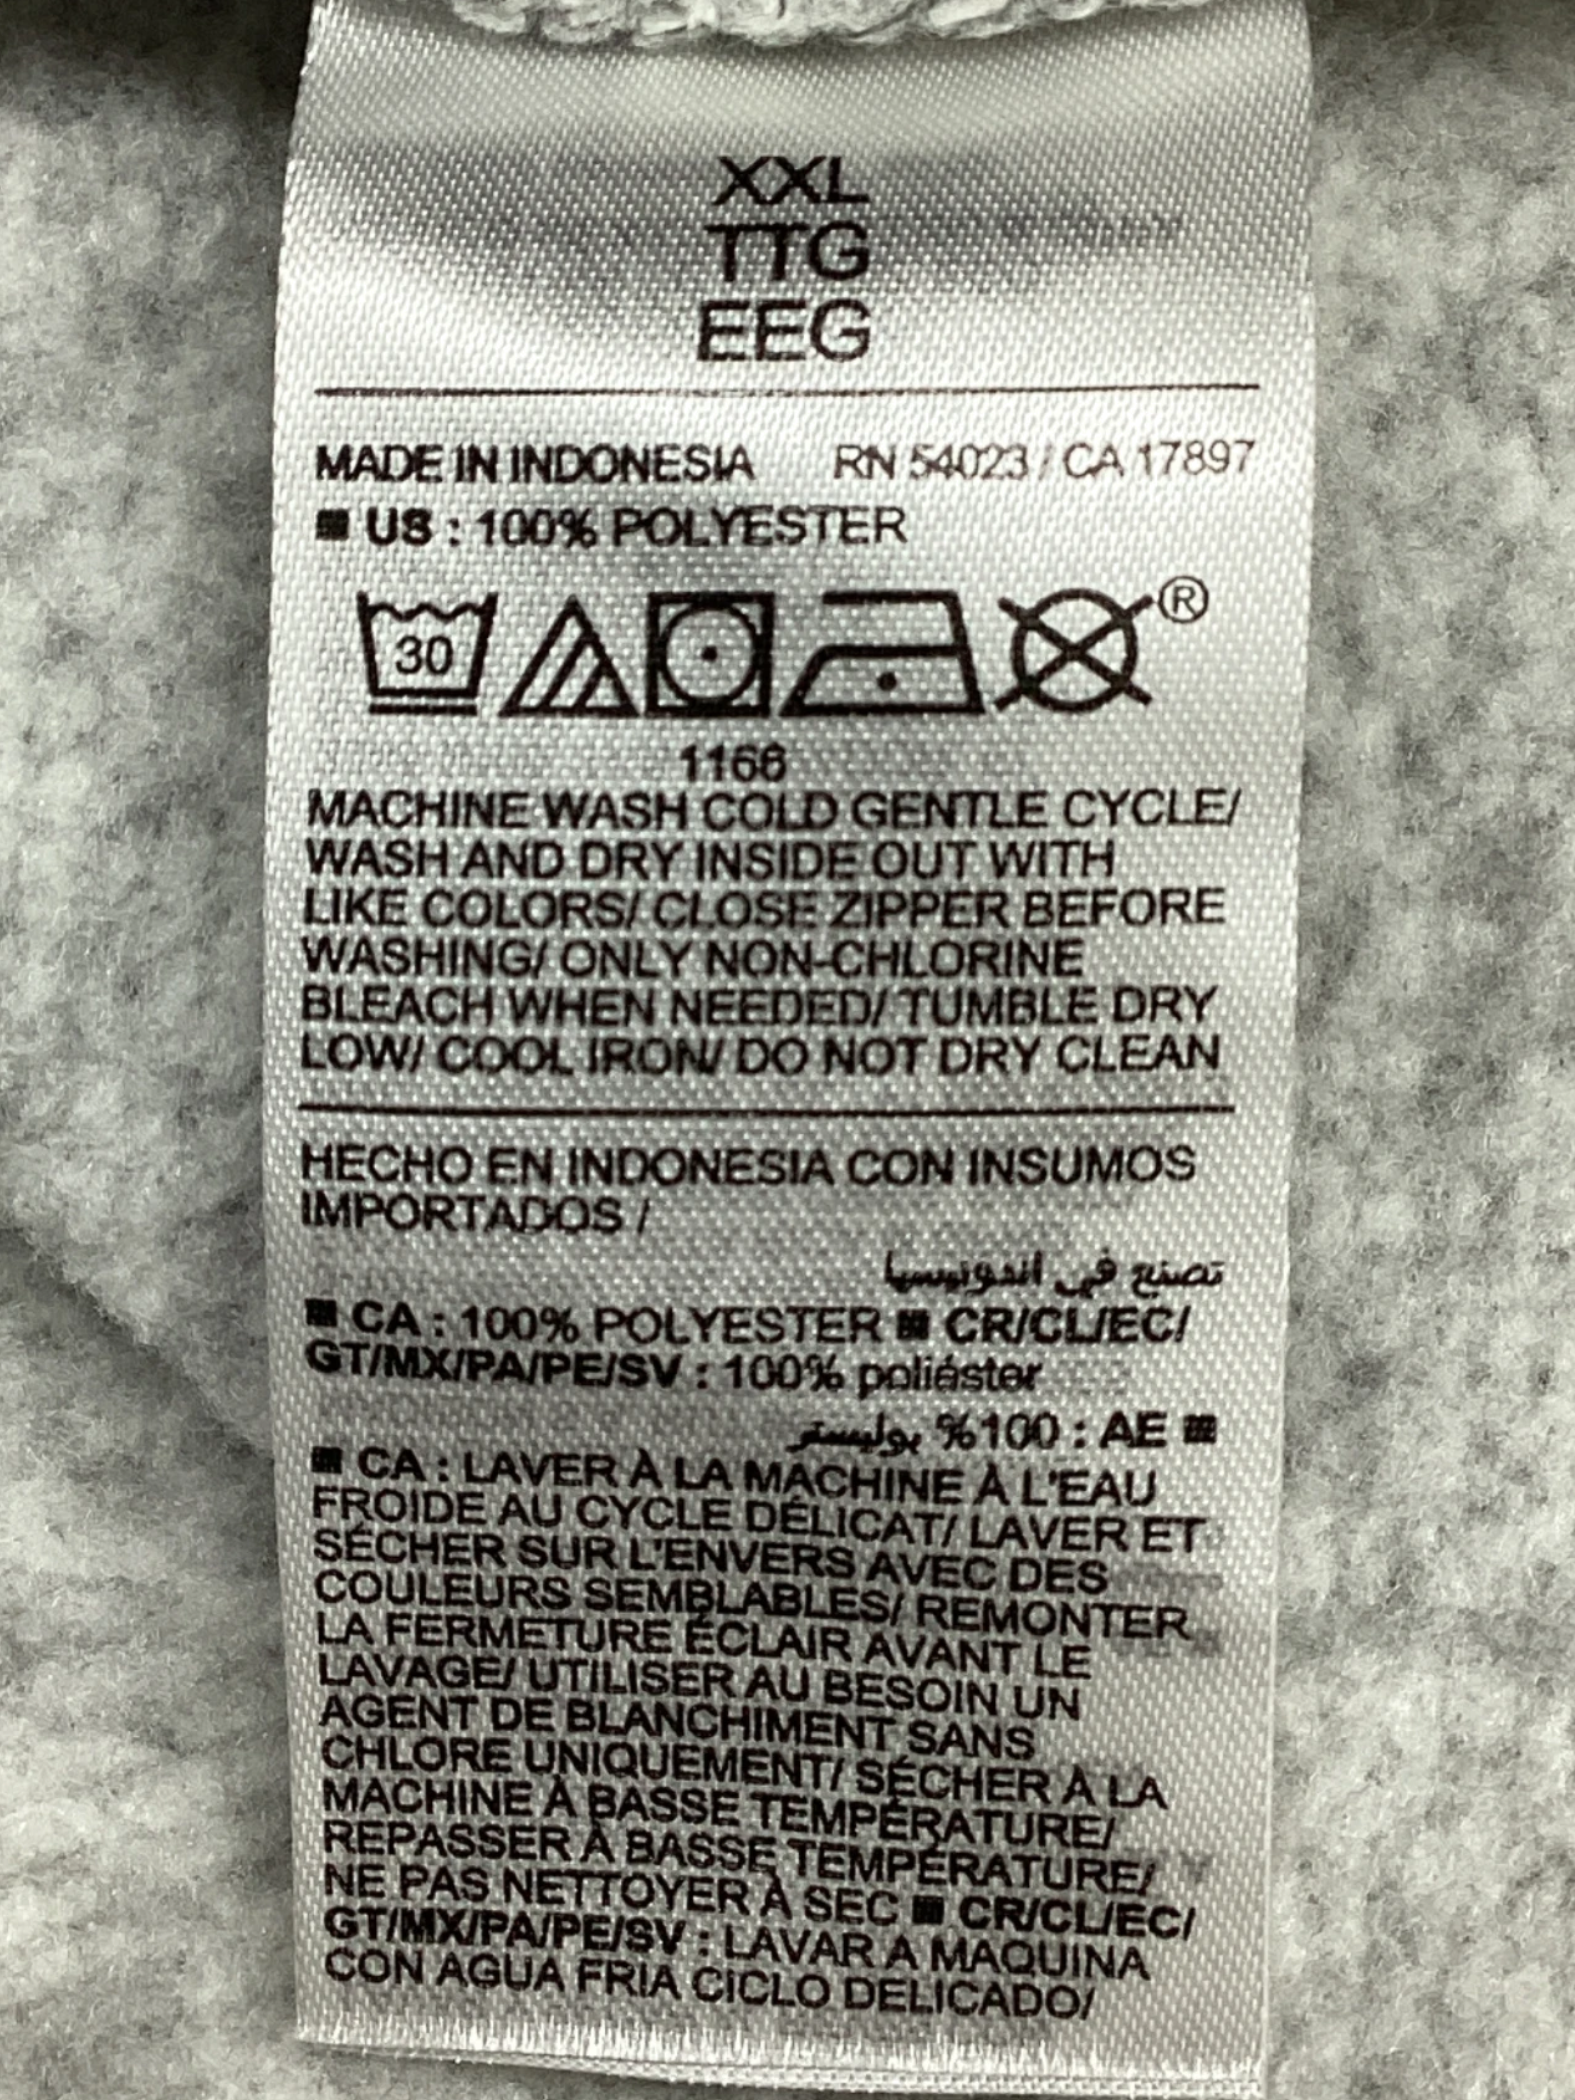 XXL
TTG
EEG
MADE IN INDONESIA RN 54023 / CA 17897
US : 100% POLYESTER
30 ®
1166
MACHINE WASH COLD GENTLE CYCLE/
WASH AND DRY INSIDE OUT WITH
LIKE COLORS/ CLOSE ZIPPER BEFORE
WASHING/ ONLY NON-CHLORINE
BLEACH WHEN NEEDED/ TUMBLE DRY
LOW/ COOL IRON/ DO NOT DRY CLEAN
HECHO EN INDONESIA CON INSUMOS
IMPORTADOS /
تصنيع في اندونيسيا
CA : 100% POLYESTER CR/CL/EC/
GT/MX/PA/PE/SV : 100% poliéster
AE : 100% بوليستر
CA : LAVER À LA MACHINE À L'EAU
FROIDE AU CYCLE DÉLICAT/ LAVER ET
SÉCHER SUR L'ENVERS AVEC DES
COULEURS SEMBLABLES/ REMONTER
LA FERMETURE ÉCLAIR AVANT LE
LAVAGE/ UTILISER AU BESOIN UN
AGENT DE BLANCHIMENT SANS
CHLORE UNIQUEMENT/ SÉCHER À LA
MACHINE À BASSE TEMPÉRATURE/
REPASSER À BASSE TEMPÉRATURE/
NE PAS NETTOYER À SEC CR/CL/EC/
GT/MX/PA/PE/SV : LAVAR A MAQUINA
CON AGUA FRIA CICLO DELICADO/